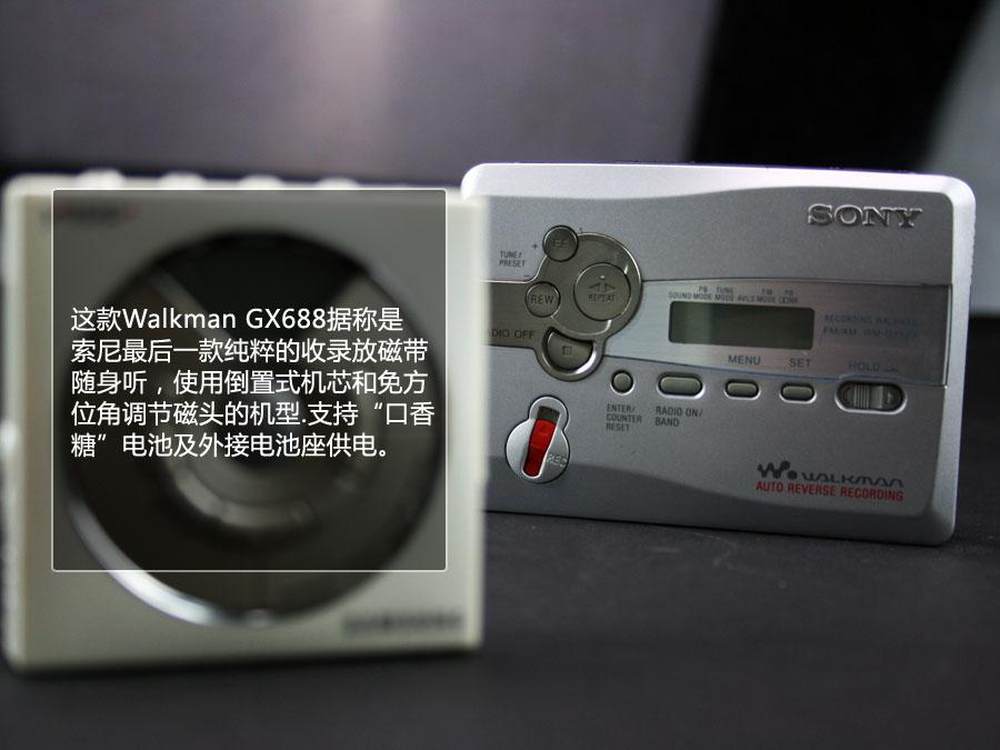 这款Walkman GX688据称是
索尼最后一款纯粹的收录放磁带
随身听，使用倒置式机芯和免方
位角调节磁头的机型.支持“口香
糖”电池及外接电池座供电。
SONY
TUNE/
PRESET
+
FF
-
REW
REPEAT
RADIO OFF
PB TUNE FM PB
SOUND MODE MODE AVLS MODE
MENU SET
HOLD
ENTER/
COUNTER
RESET
RADIO ON/
BAND
REC
WALKMAN
AUTO REVERSE RECORDING